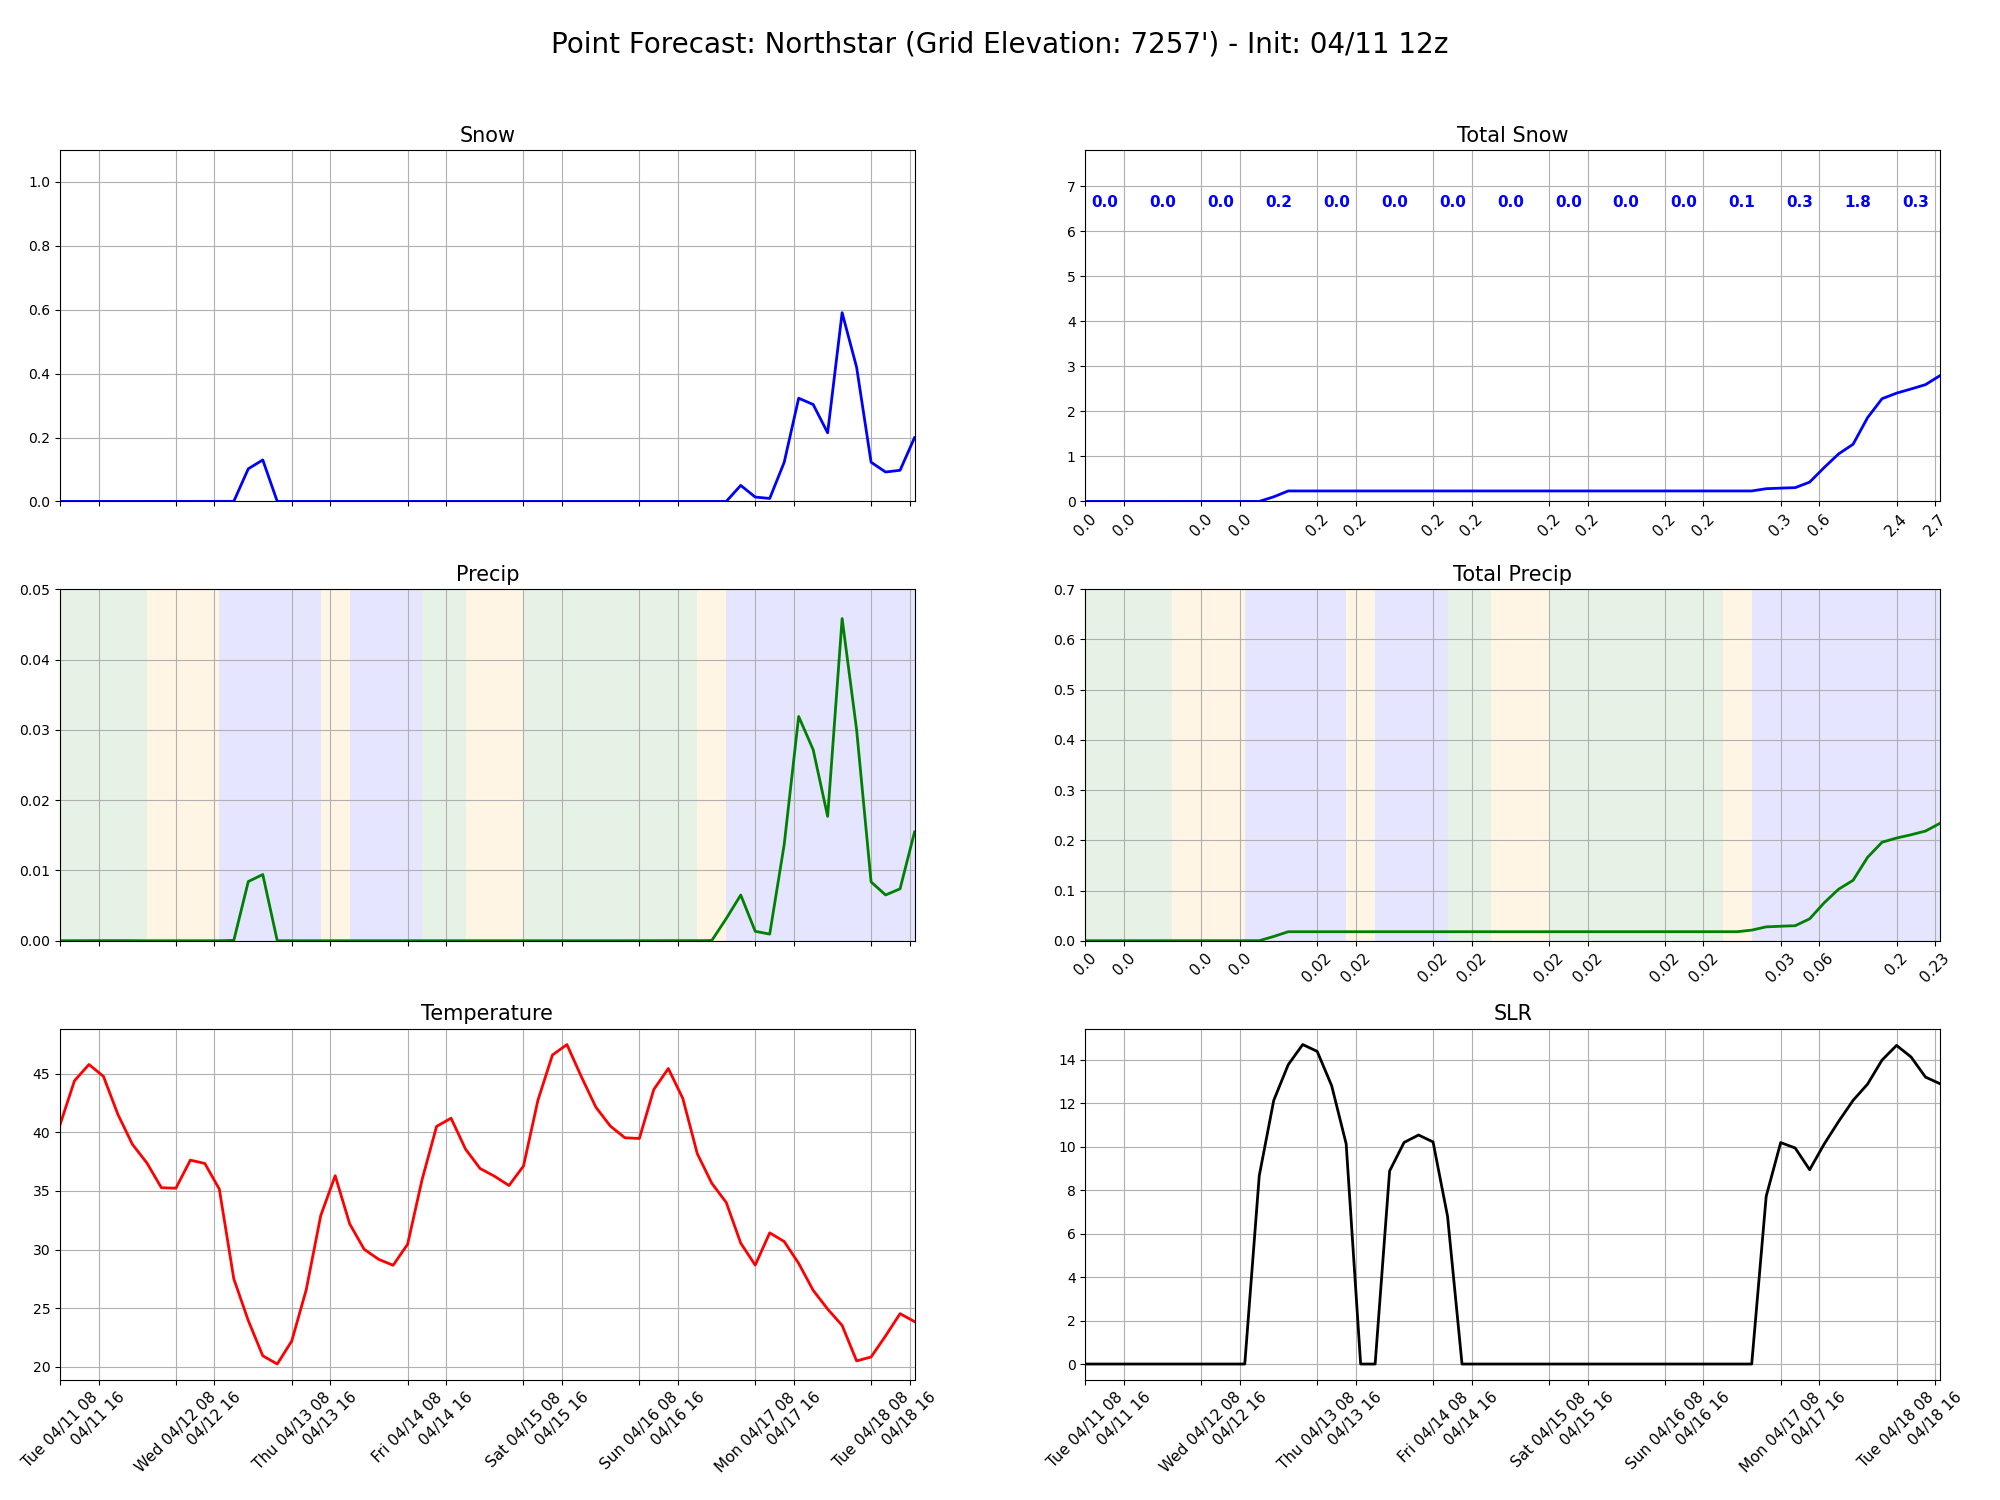 Point Forecast: Northstar (Grid Elevation: 7257') - Init: 04/11 12z
Snow
1.0
0.8
0.6
0.4
0.2
0.0
Total Snow
7
6
5
4
3
2
1
0
0.0 0.0 0.0 0.2 0.0 0.0 0.0 0.0 0.0 0.0 0.0 0.1 0.3 1.8 0.3
0.0 0.0 0.0 0.0 0.2 0.2 0.2 0.2 0.2 0.2 0.2 0.2 0.3 0.6 2.4 2.7
Precip
0.05
0.04
0.03
0.02
0.01
0.00
Total Precip
0.7
0.6
0.5
0.4
0.3
0.2
0.1
0.0
0.0 0.0 0.0 0.0 0.02 0.02 0.02 0.02 0.02 0.02 0.02 0.02 0.03 0.06 0.2 0.23
Temperature
45
40
35
30
25
20
Tue 04/11 08
04/11 16
Wed 04/12 08
04/12 16
Thu 04/13 08
04/13 16
Fri 04/14 08
04/14 16
Sat 04/15 08
04/15 16
Sun 04/16 08
04/16 16
Mon 04/17 08
04/17 16
Tue 04/18 08
04/18 16
SLR
14
12
10
8
6
4
2
0
Tue 04/11 08
04/11 16
Wed 04/12 08
04/12 16
Thu 04/13 08
04/13 16
Fri 04/14 08
04/14 16
Sat 04/15 08
04/15 16
Sun 04/16 08
04/16 16
Mon 04/17 08
04/17 16
Tue 04/18 08
04/18 16